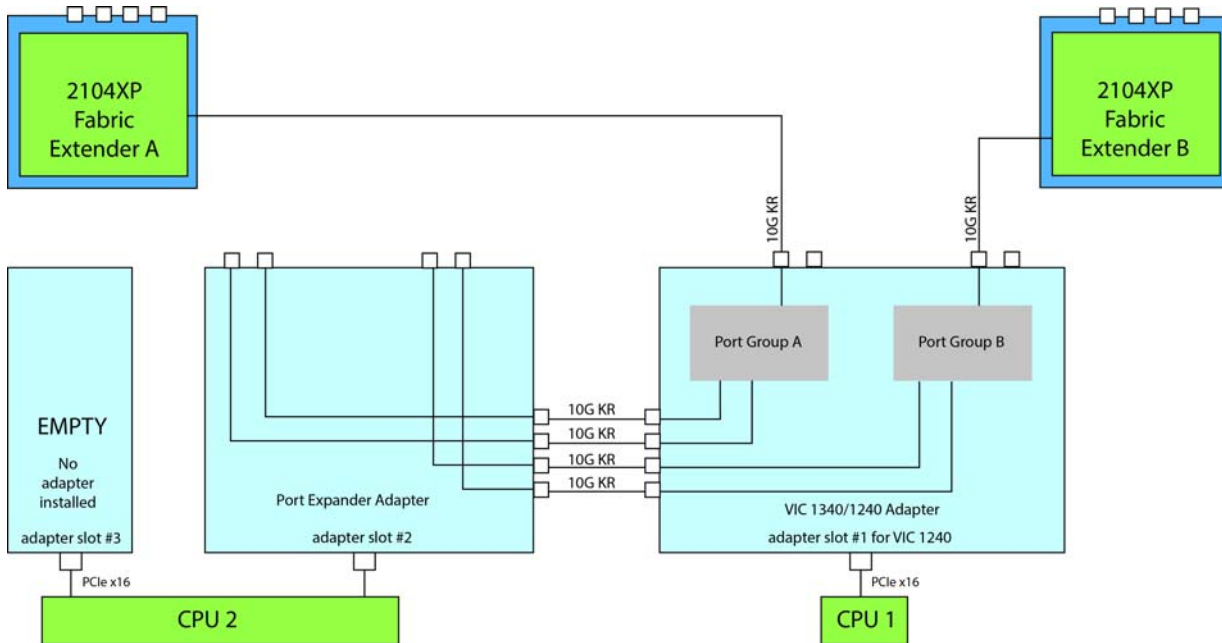 2104XP
Fabric
Extender A
2104XP
Fabric
Extender B
10G KR
10G KR
Port Group A
Port Group B
EMPTY
No
adapter
installed
adapter slot #3
Port Expander Adapter
adapter slot #2
10G KR
10G KR
10G KR
10G KR
VIC 1340/1240 Adapter
adapter slot #1 for VIC 1240
PCIe x16
PCIe x16
CPU 2
CPU 1